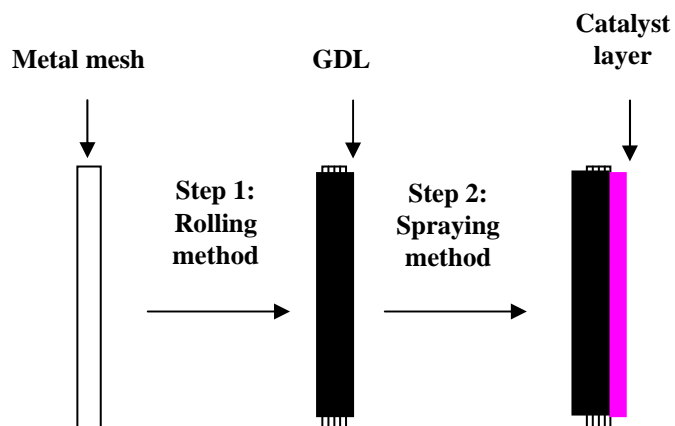 Metal mesh
GDL
Catalyst
layer
Step 1:
Rolling
method
Step 2:
Spraying
method